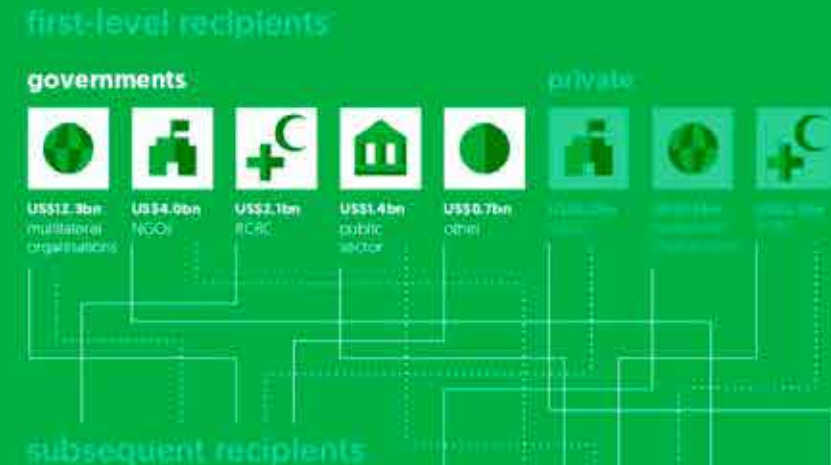 first-level recipients
governments
private
US$12.3bn
multilateral
organisations
US$4.0bn
NGOs
US$2.1bn
RCRC
US$1.4bn
public
sector
US$0.7bn
other
subsequent recipients